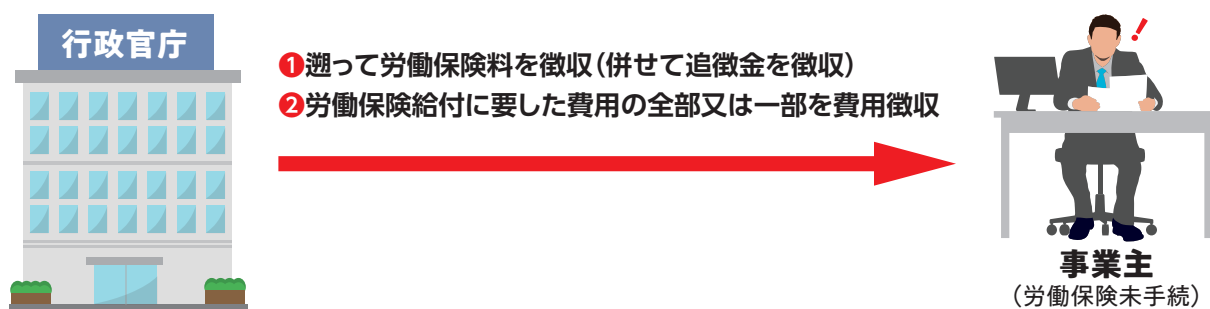 行政官庁
❶遡って労働保険料を徴収（併せて追徴金を徴収）
❷労働保険給付に要した費用の全部又は一部を費用徴収
!
事業主
（労働保険未手続）